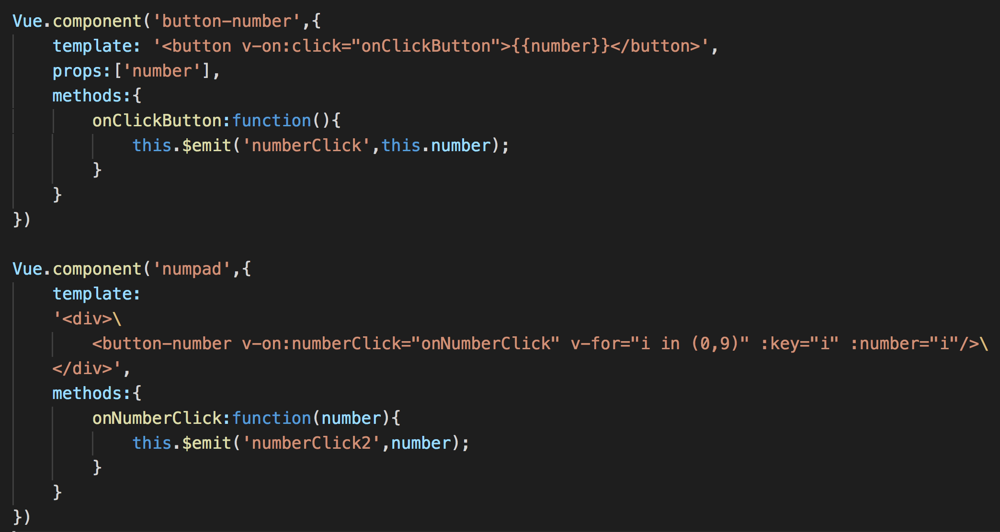 Vue.component('button-number',{
    template: '<button v-on:click="onClickButton">{{number}}</button>',
    props:['number'],
    methods:{
        onClickButton:function(){
            this.$emit('numberClick',this.number);
        }
    }
})

Vue.component('numpad',{
    template:
    '<div>\
        <button-number v-on:numberClick="onNumberClick" v-for="i in (0,9)" :key="i" :number="i"/>\
    </div>',
    methods:{
        onNumberClick:function(number){
            this.$emit('numberClick2',number);
        }
    }
})